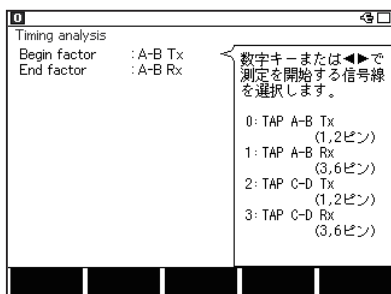 0
Timing analysis
Begin factor : A-B Tx
End factor : A-B Rx
数字キーまたは◀▶で
測定を開始する信号線
を選択します。
0: TAP A-B Tx
(1,2ピン)
1: TAP A-B Rx
(3,6ピン)
2: TAP C-D Tx
(1,2ピン)
3: TAP C-D Rx
(3,6ピン)